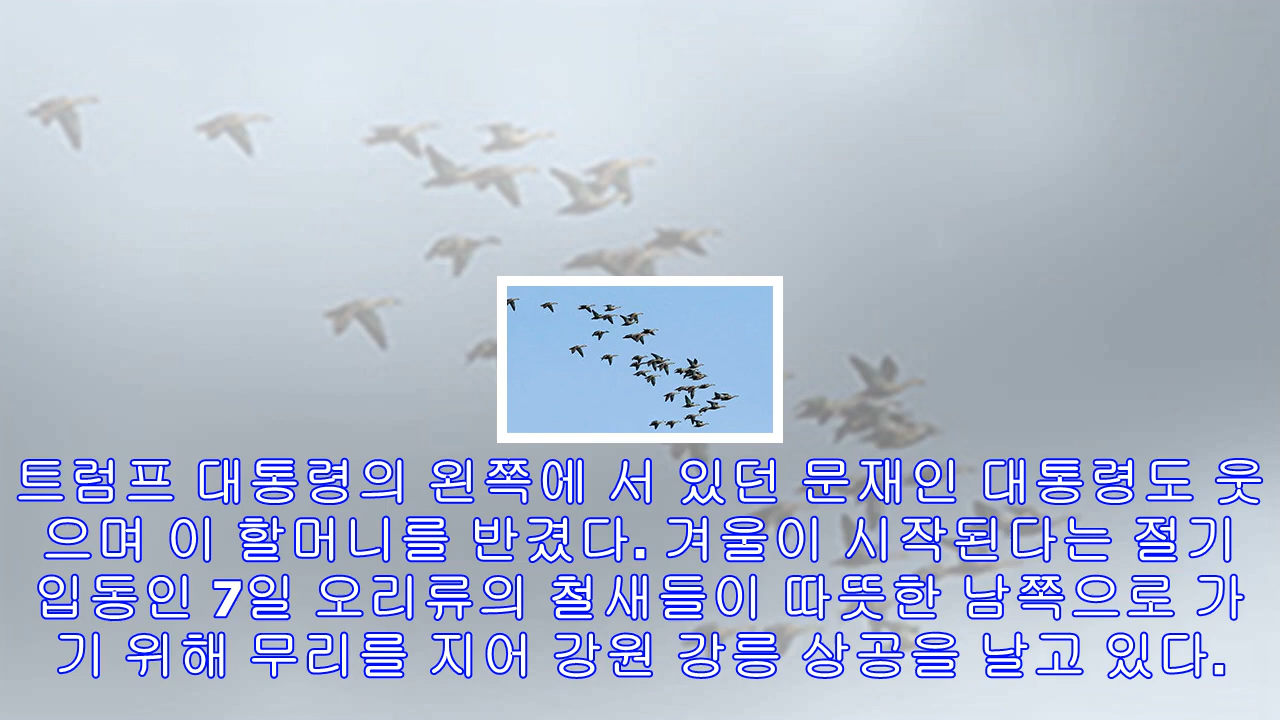 트럼프 대통령의 왼쪽에 서 있던 문재인 대통령도 웃
으며 이 할머니를 반겼다. 겨울이 시작된다는 절기
입동인 7일 오리류의 철새들이 따뜻한 남쪽으로 가
기 위해 무리를 지어 강원 강릉 상공을 날고 있다.